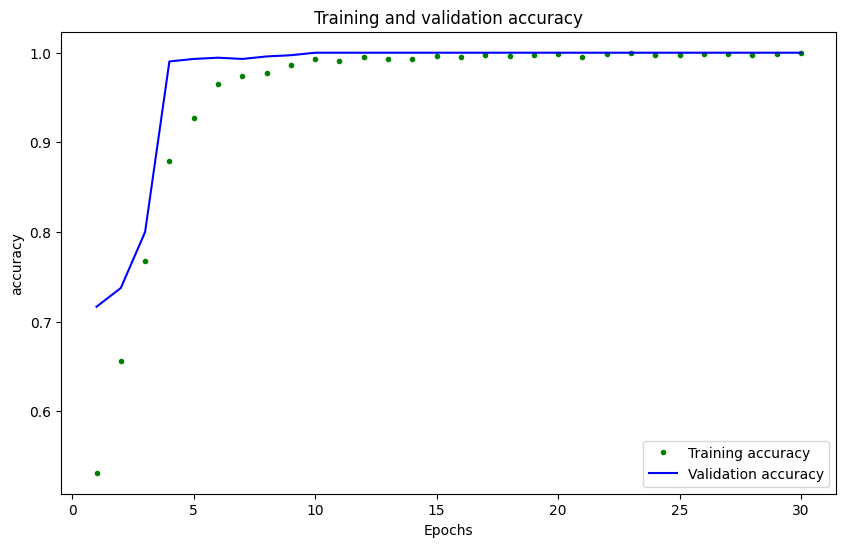 Training and validation accuracy
1.0
0.9
0.8
0.7
0.6
accuracy
0
5
10
15
20
25
30
Epochs
Training accuracy
Validation accuracy